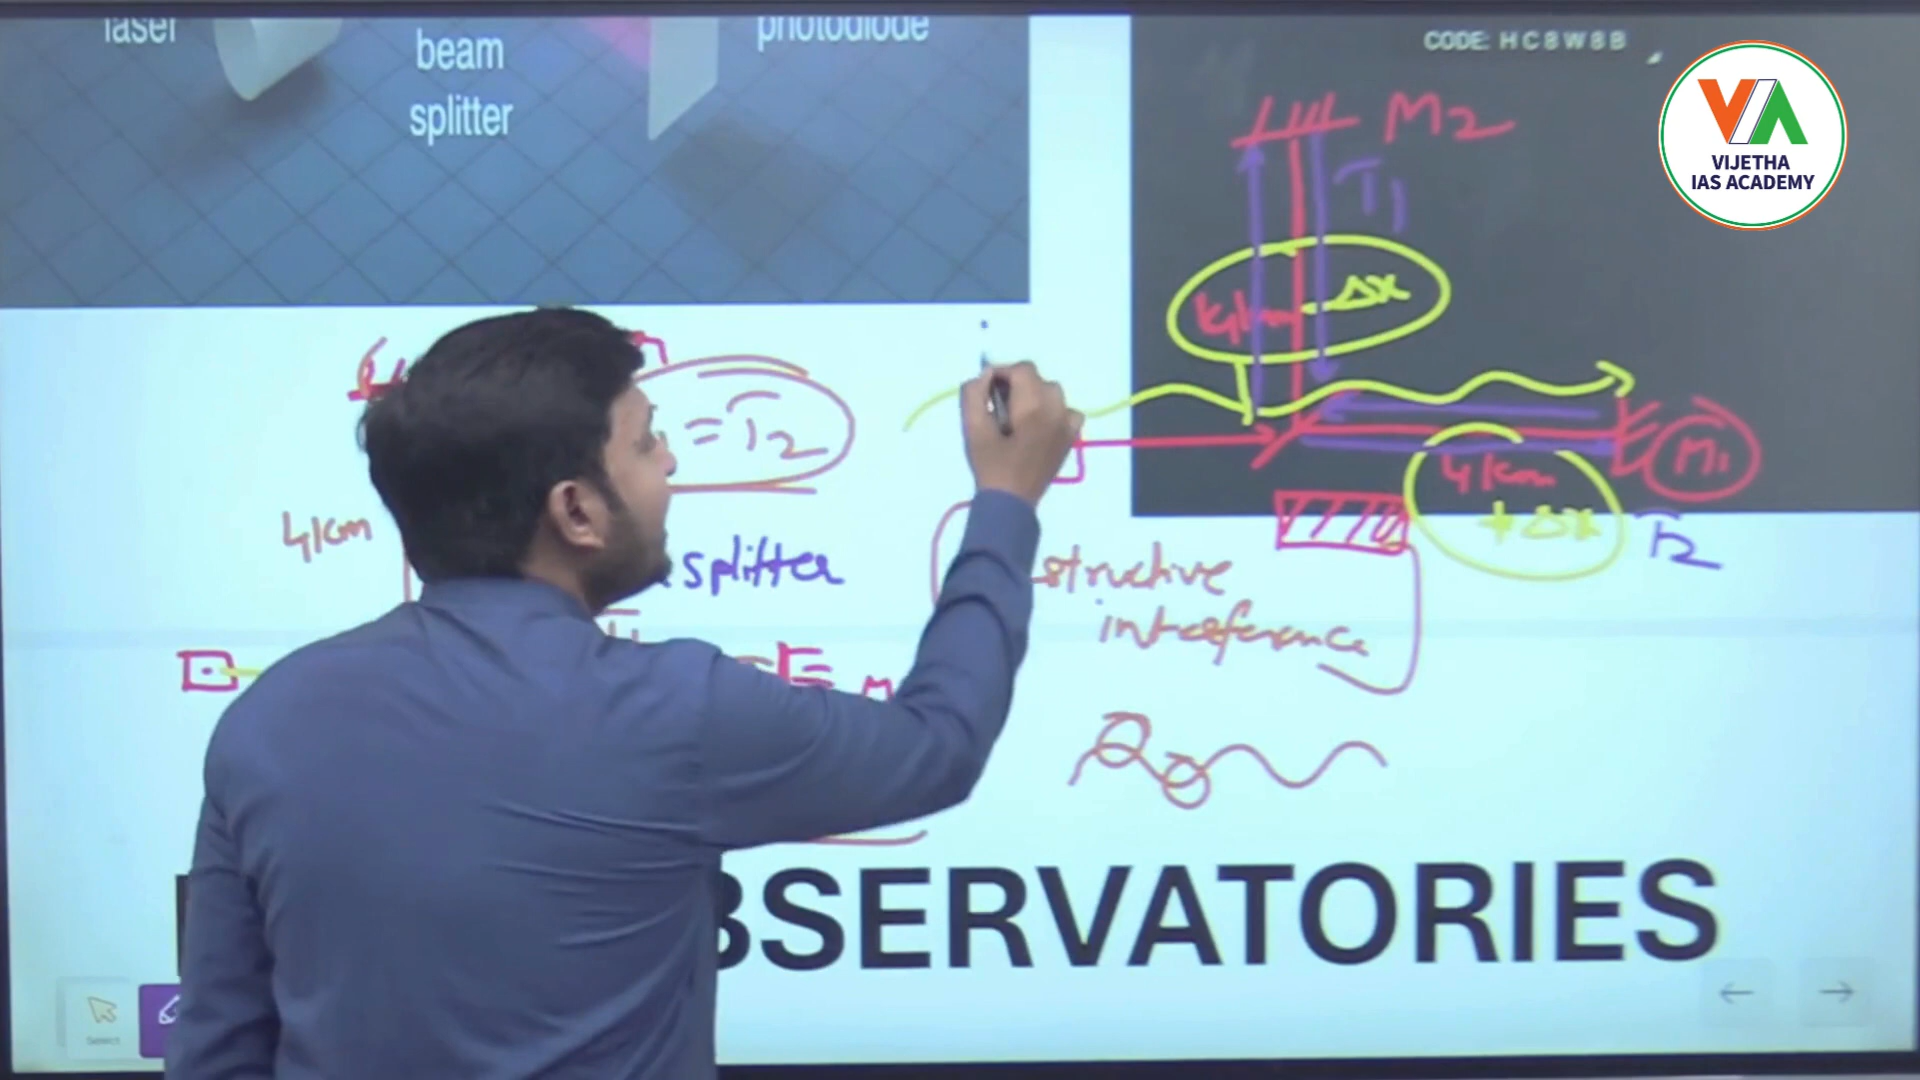 laser
beam
splitter
photodiode
CODE: HC8W8B
VIJETHA
IAS ACADEMY
M2
T1
4km - Δx
= T2
M1
4km
+ Δx
T2
4km
splitter
structive
interference
M
BSERVATORIES
Select